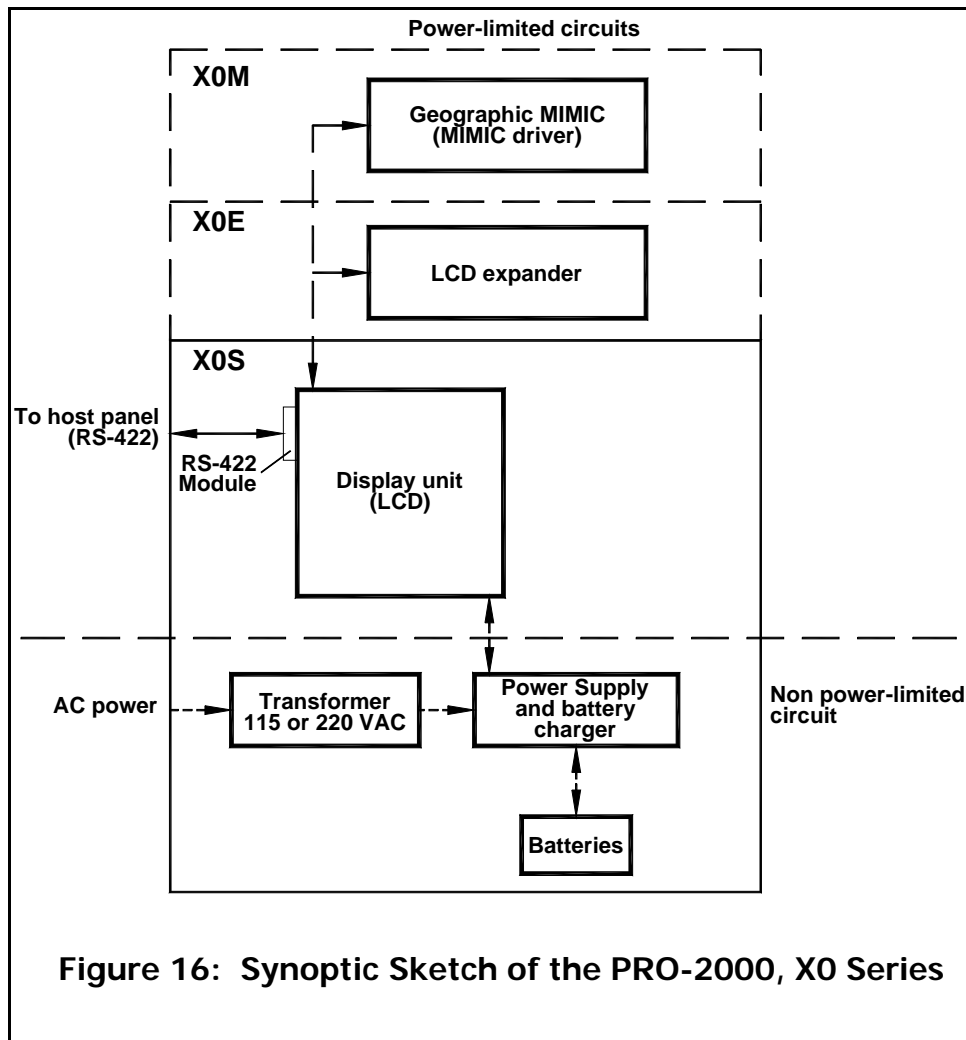 Power-limited circuits
X0M
Geographic MIMIC
(MIMIC driver)
X0E
LCD expander
X0S
To host panel
(RS-422)
RS-422
Module
Display unit
(LCD)
AC power
Transformer
115 or 220 VAC
Power Supply
and battery
charger
Non power-limited
circuit
Batteries
Figure 16: Synoptic Sketch of the PRO-2000, X0 Series